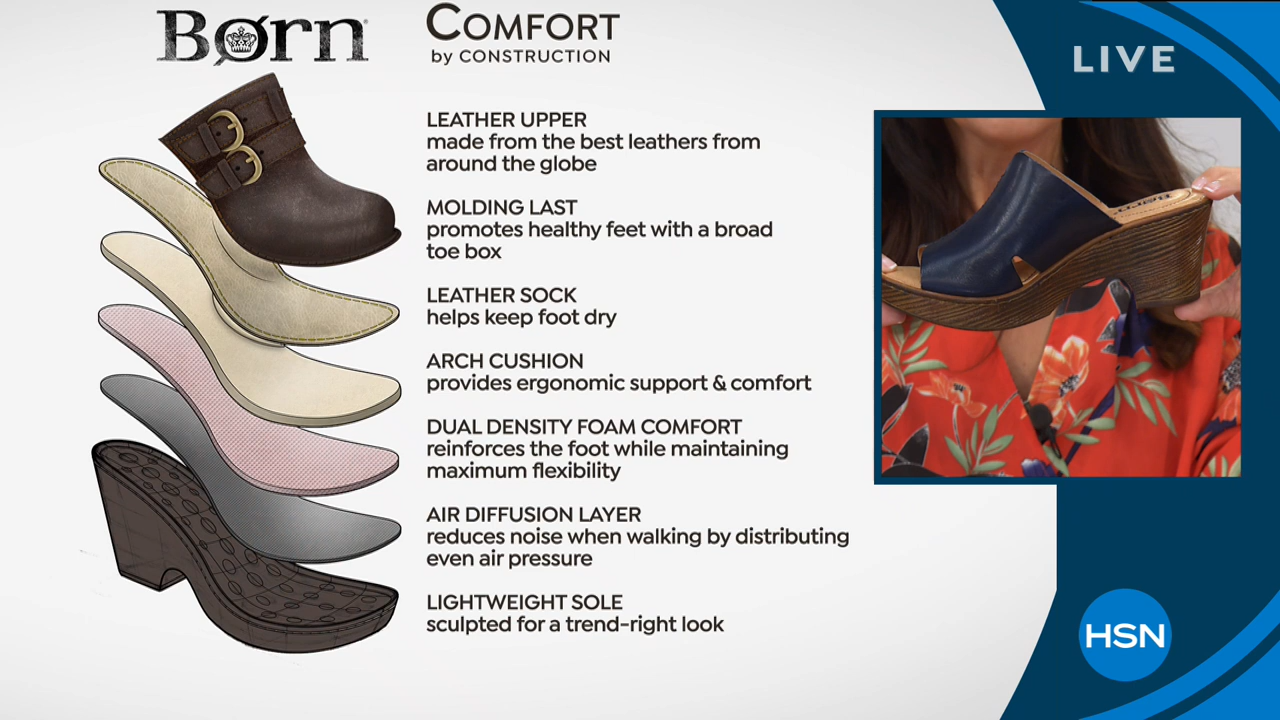 Børn
COMFORT
by CONSTRUCTION
LIVE
LEATHER UPPER
made from the best leathers from
around the globe
MOLDING LAST
promotes healthy feet with a broad
toe box
LEATHER SOCK
helps keep foot dry
ARCH CUSHION
provides ergonomic support & comfort
DUAL DENSITY FOAM COMFORT
reinforces the foot while maintaining
maximum flexibility
AIR DIFFUSION LAYER
reduces noise when walking by distributing
even air pressure
LIGHTWEIGHT SOLE
sculpted for a trend-right look
HSN